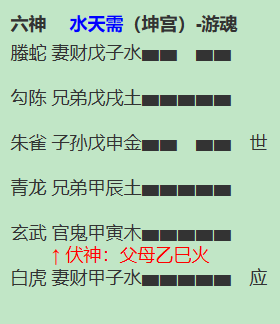 六神 水天需（坤宫）-游魂
螣蛇 妻财戊子水 世
勾陈 兄弟戊戌土
朱雀 子孙戊申金 世
青龙 兄弟甲辰土
玄武 官鬼甲寅木
↑ 伏神：父母乙巳火
白虎 妻财甲子水 应